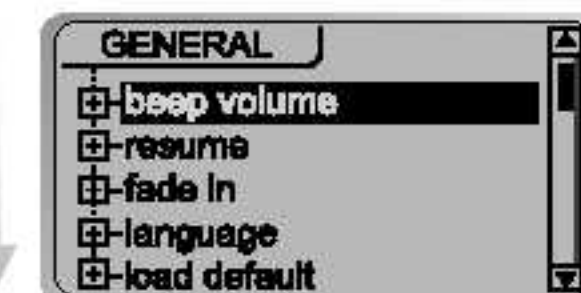 GENERAL
beep volume
resume
fade in
language
load default